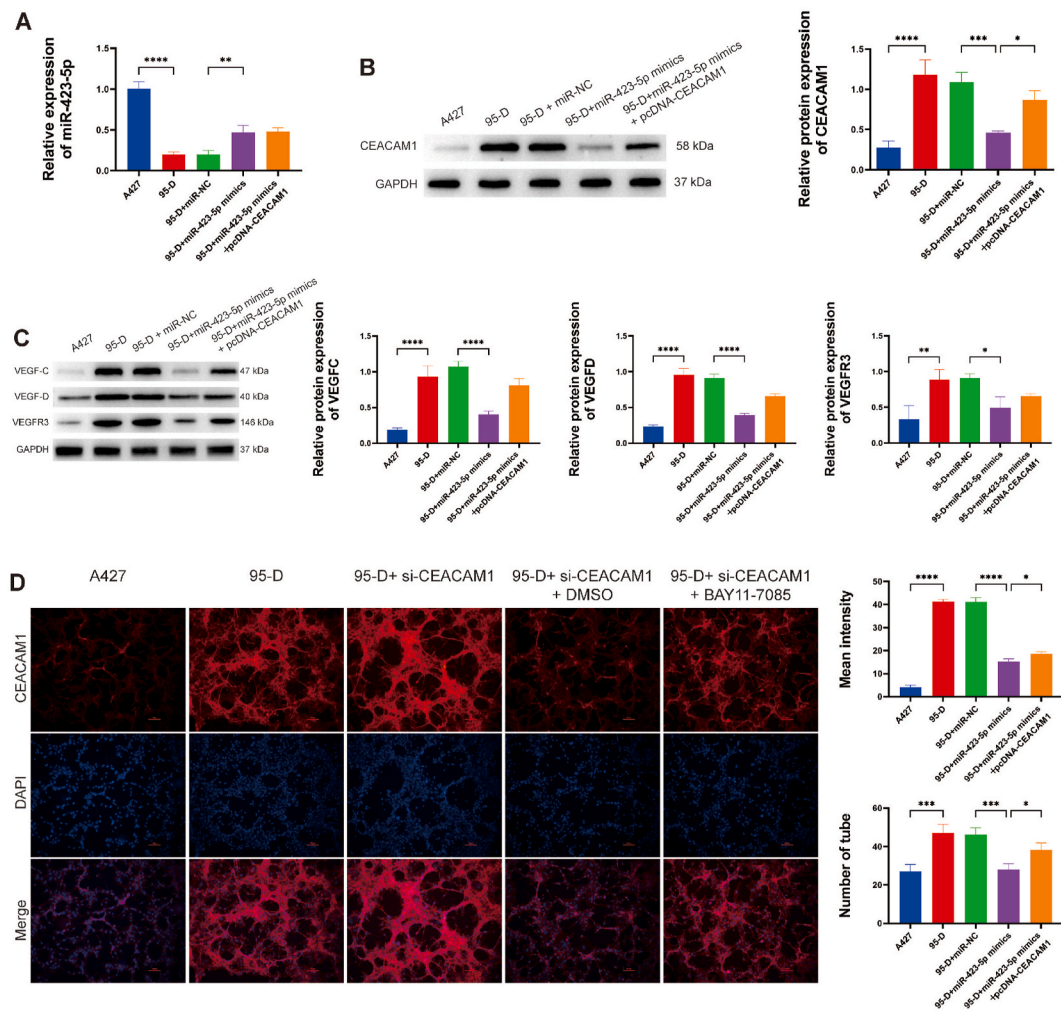 A
Relative expression
of miR-423-5p
1.5
1.0
0.5
0.0
****
**
A427
95-D
95-D+miR-NC
95-D+miR-423-5p mimics
95-D+miR-423-5p mimics
+pcDNA-CEACAM1
B
A427
95-D
95-D + miR-NC
95-D+miR-423-5p mimics
95-D+miR-423-5p mimics
+ pcDNA-CEACAM1
CEACAM1
58 kDa
GAPDH
37 kDa
Relative protein expression
of CEACAM1
1.5
1.0
0.5
0.0
****
***
*
A427
95-D
95-D+miR-NC
95-D+miR-423-5p mimics
95-D+miR-423-5p mimics
+pcDNA-CEACAM1
C
A427
95-D
95-D + miR-NC
95-D+miR-423-5p mimics
95-D+miR-423-5p mimics
+ pcDNA-CEACAM1
VEGF-C
47 kDa
VEGF-D
40 kDa
VEGFR3
146 kDa
GAPDH
37 kDa
Relative protein expression
of VEGFC
1.5
1.0
0.5
0.0
****
****
A427
95-D
95-D+miR-NC
95-D+miR-423-5p mimics
95-D+miR-423-5p mimics
+pcDNA-CEACAM1
Relative protein expression
of VEGFD
1.5
1.0
0.5
0.0
****
****
A427
95-D
95-D+miR-NC
95-D+miR-423-5p mimics
95-D+miR-423-5p mimics
+pcDNA-CEACAM1
Relative protein expression
of VEGFR3
1.5
1.0
0.5
0.0
**
*
A427
95-D
95-D+miR-NC
95-D+miR-423-5p mimics
95-D+miR-423-5p mimics
+pcDNA-CEACAM1
D
A427
95-D
95-D+ si-CEACAM1
95-D+ si-CEACAM1
+ DMSO
95-D+ si-CEACAM1
+ BAY11-7085
CEACAM1
DAPI
Merge
Mean intensity
50
40
30
20
10
0
****
****
*
A427
95-D
95-D+miR-NC
95-D+miR-423-5p mimics
95-D+miR-423-5p mimics
+pcDNA-CEACAM1
Number of tube
60
40
20
0
***
***
*
A427
95-D
95-D+miR-NC
95-D+miR-423-5p mimics
95-D+miR-423-5p mimics
+pcDNA-CEACAM1